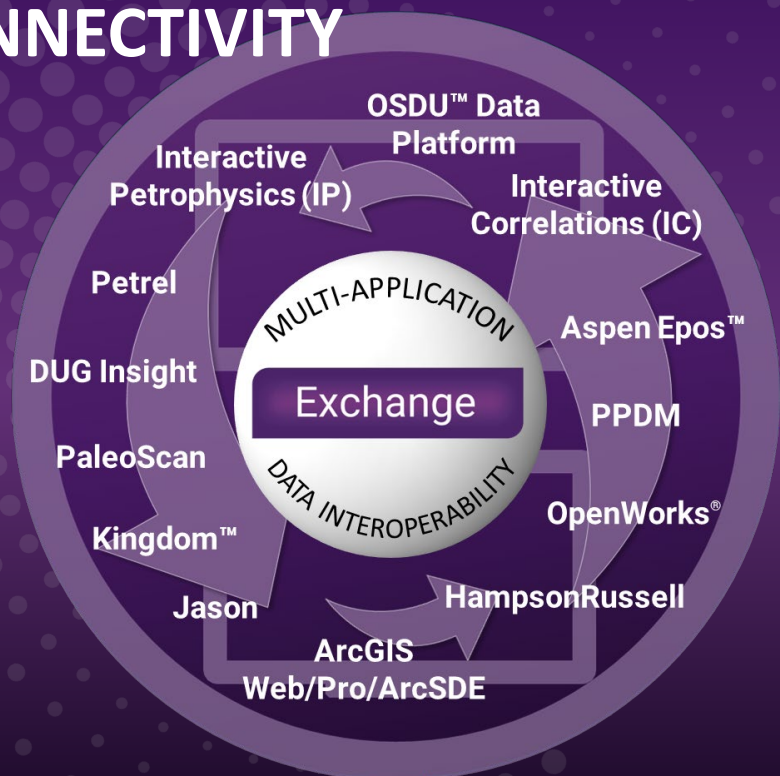 NNECTIVITY
OSDU™ Data
Platform
Interactive
Petrophysics (IP)
Interactive
Correlations (IC)
Petrel
Aspen Epos™
DUG Insight
PPDM
PaleoScan
OpenWorks®
Kingdom™
HampsonRussell
Jason
ArcGIS
Web/Pro/ArcSDE
MULTI-APPLICATION
Exchange
DATA INTEROPERABILITY